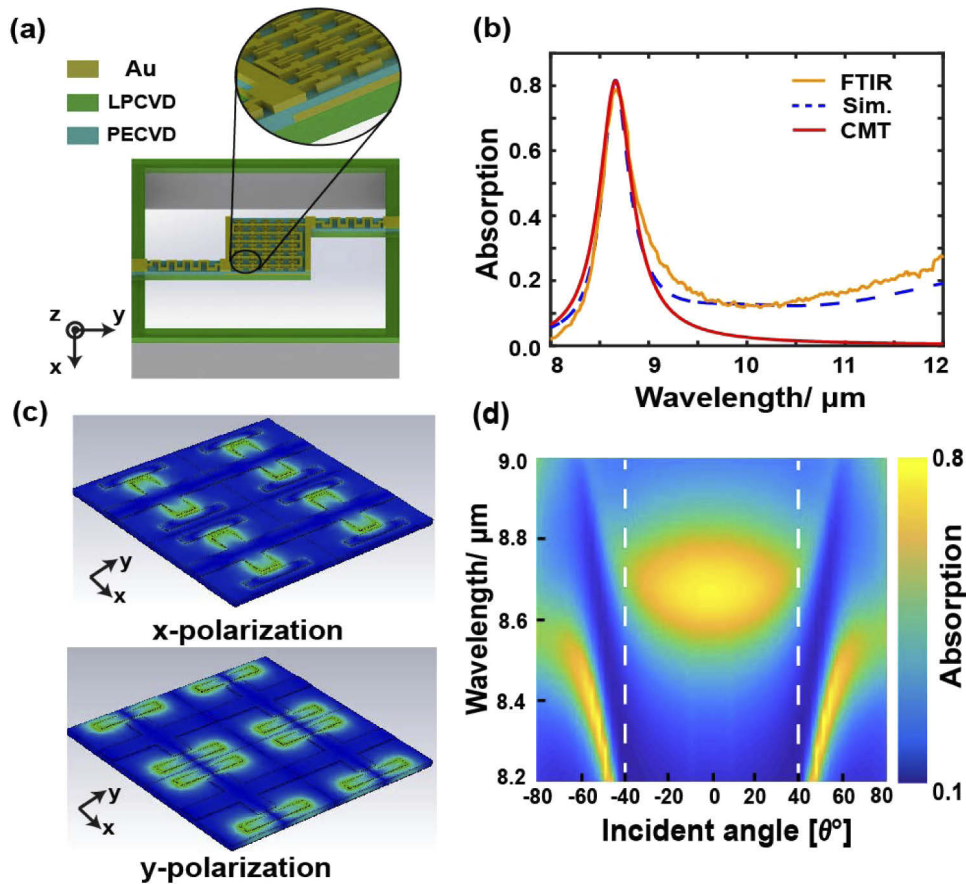 (a)
Au
LPCVD
PECVD
z
y
x
(b)
Absorption
0.8
0.6
0.4
0.2
0.0
FTIR
Sim.
CMT
8
9
10
11
12
Wavelength/ μm
(c)
y
x
x-polarization
y
x
y-polarization
(d)
Wavelength/ μm
9.0
8.8
8.6
8.4
8.2
-80
-60
-40
-20
0
20
40
60
80
Incident angle [θ°]
0.8
0.1
Absorption